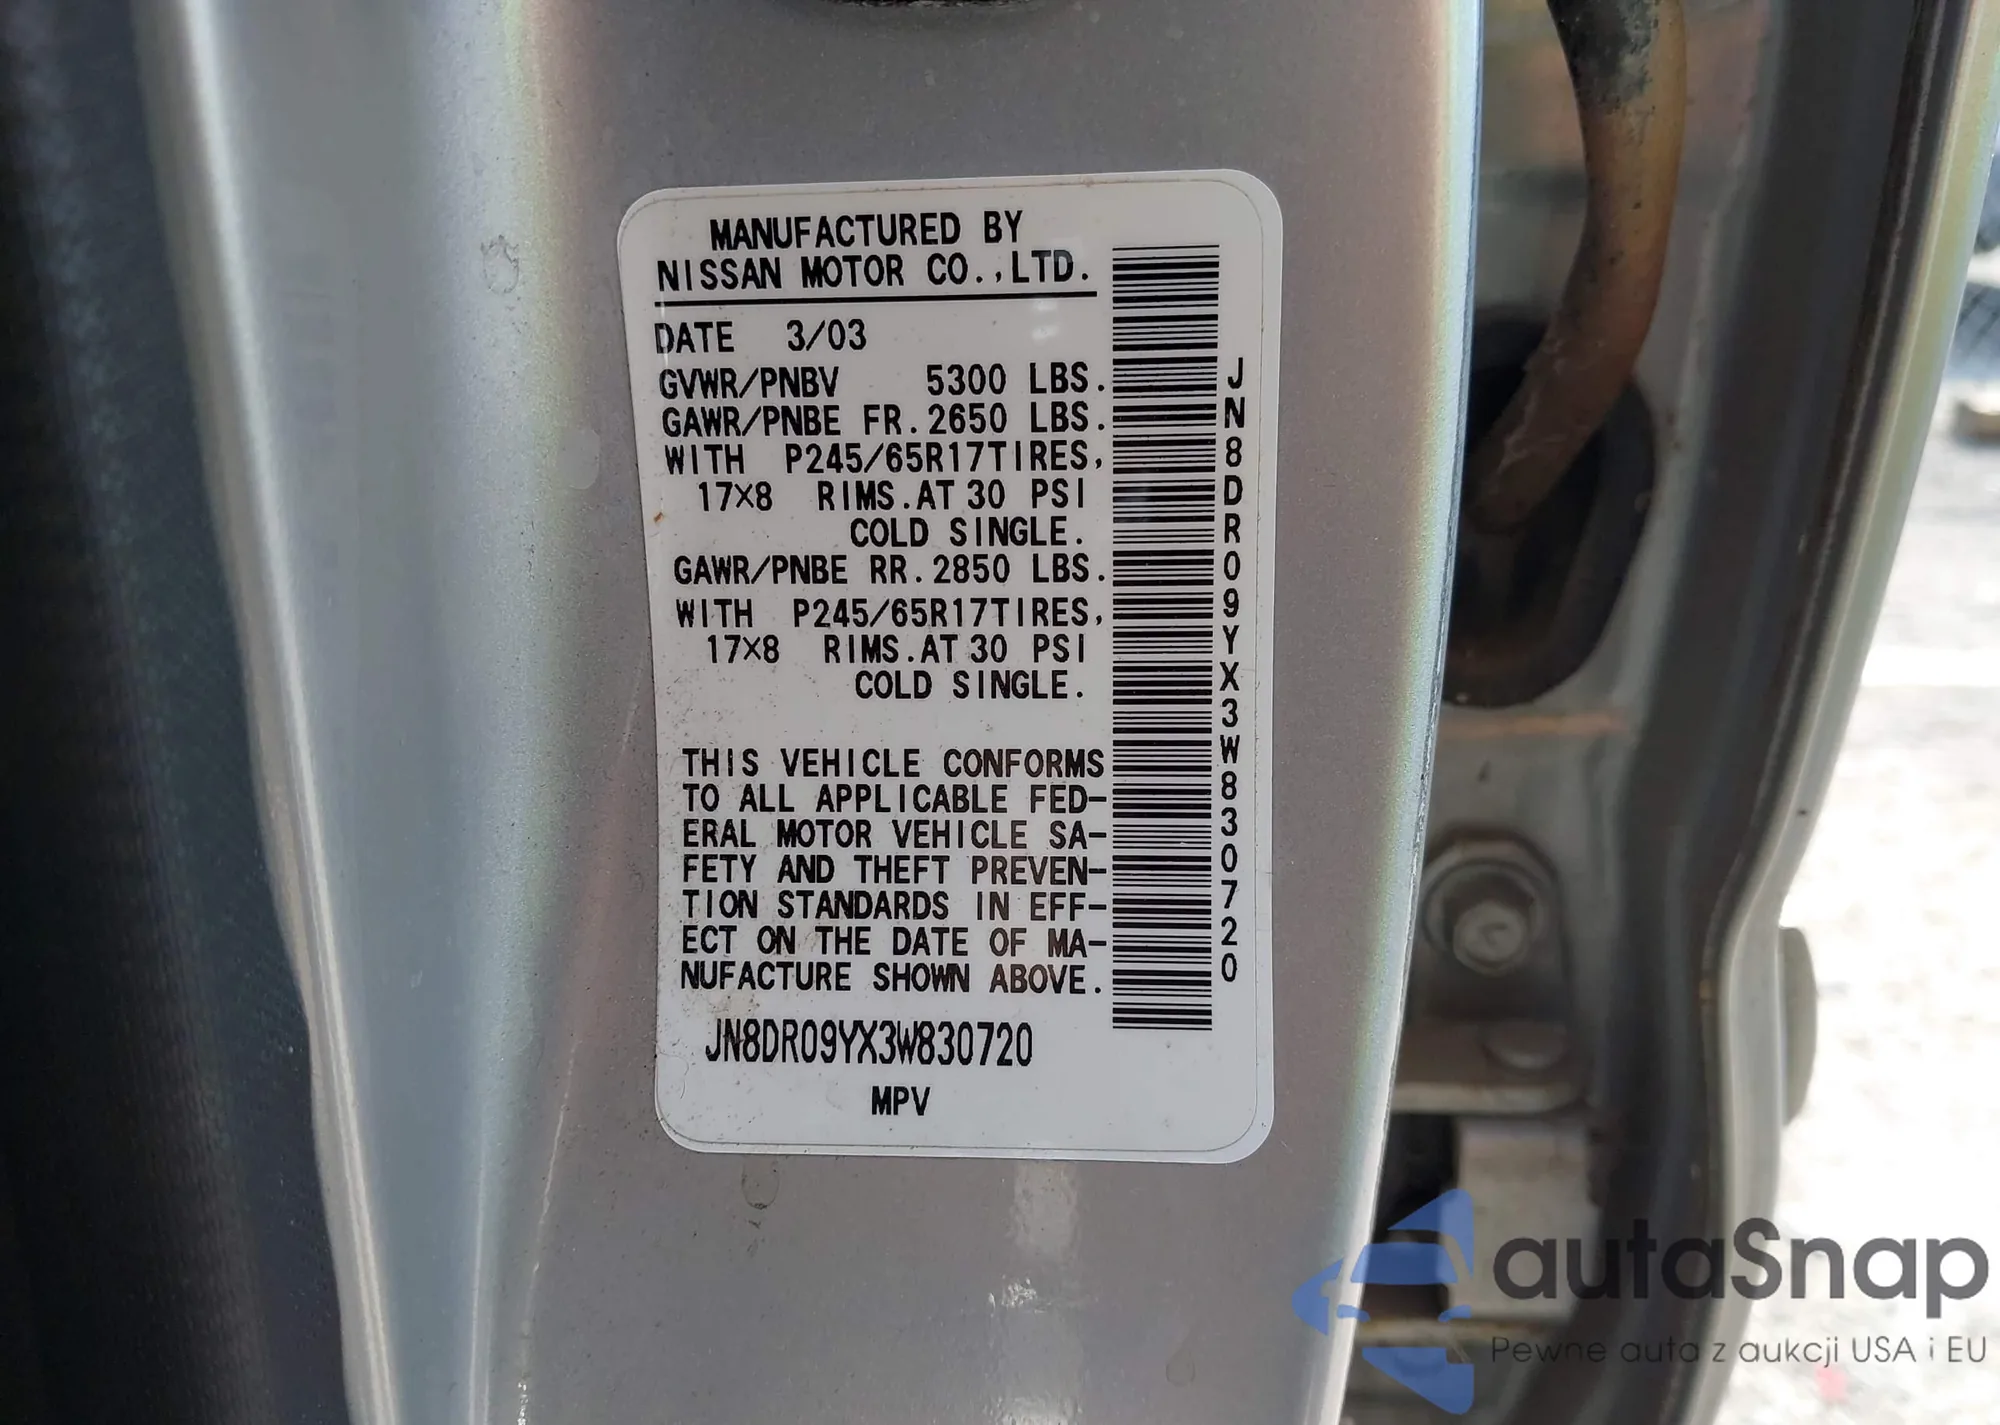 MANUFACTURED BY
NISSAN MOTOR CO.,LTD.
DATE 3/03
GVWR/PNBV 5300 LBS.
GAWR/PNBE FR.2650 LBS.
WITH P245/65R17TIRES,
17×8 RIMS.AT 30 PSI
COLD SINGLE.
GAWR/PNBE RR.2850 LBS.
WITH P245/65R17TIRES,
17×8 RIMS.AT 30 PSI
COLD SINGLE.
THIS VEHICLE CONFORMS
TO ALL APPLICABLE FED-
ERAL MOTOR VEHICLE SA-
FETY AND THEFT PREVEN-
TION STANDARDS IN EFF-
ECT ON THE DATE OF MA-
NUFACTURE SHOWN ABOVE.
JN8DR09YX3W830720
MPV
JN8DR09YX3W830720
autaSnap
Pewne auta z aukcji USA i EU